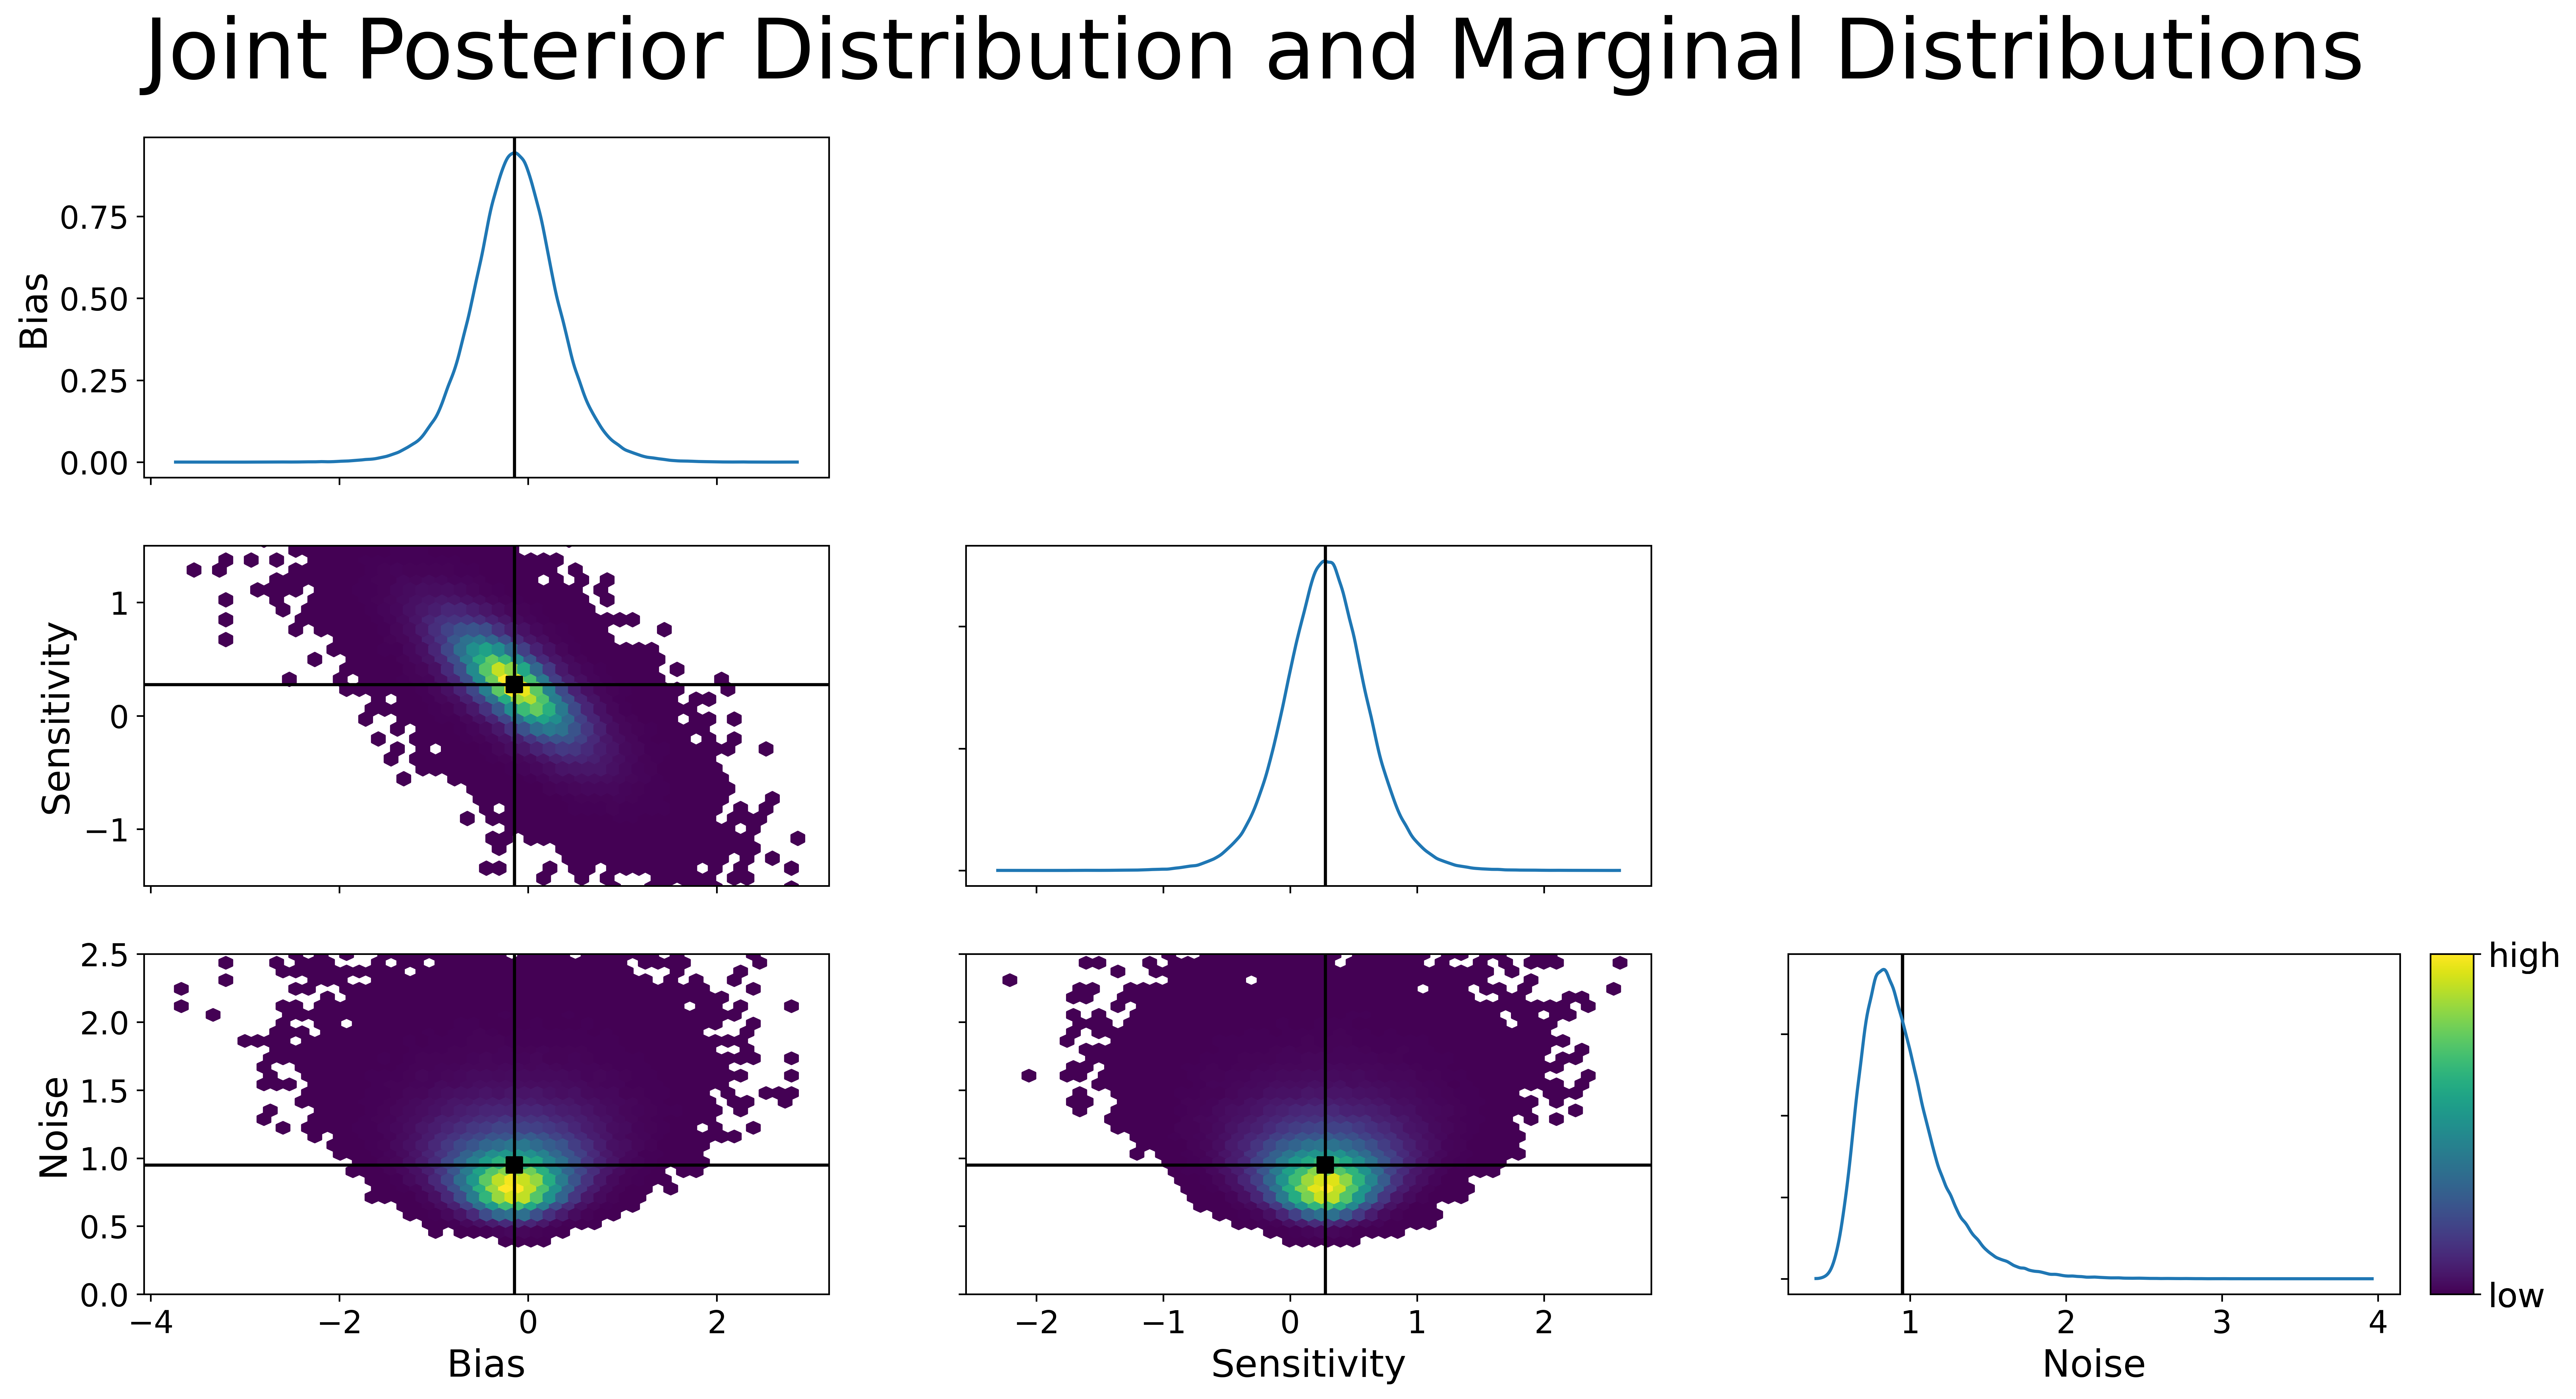 Joint Posterior Distribution and Marginal Distributions
Bias
0.75
0.50
0.25
0.00
Sensitivity
1
0
−1
Noise
2.5
2.0
1.5
1.0
0.5
0.0
−4 −2 0 2
Bias
−2 −1 0 1 2
Sensitivity
1 2 3 4
Noise
high
low